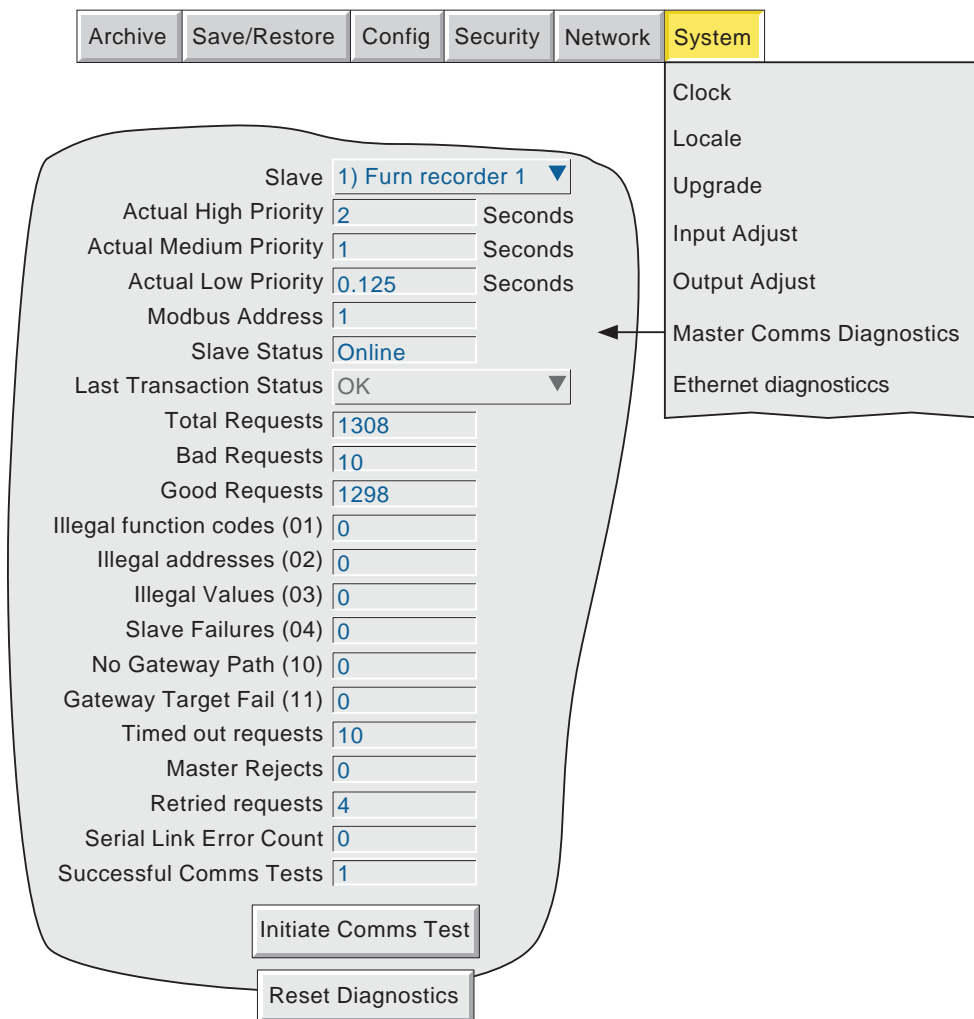 Archive Save/Restore Config Security Network System
Clock
Locale
Upgrade
Input Adjust
Output Adjust
Master Comms Diagnostics
Ethernet diagnosticcs
Slave 1) Furn recorder 1
Actual High Priority 2 Seconds
Actual Medium Priority 1 Seconds
Actual Low Priority 0.125 Seconds
Modbus Address 1
Slave Status Online
Last Transaction Status OK
Total Requests 1308
Bad Requests 10
Good Requests 1298
Illegal function codes (01) 0
Illegal addresses (02) 0
Illegal Values (03) 0
Slave Failures (04) 0
No Gateway Path (10) 0
Gateway Target Fail (11) 0
Timed out requests 10
Master Rejects 0
Retried requests 4
Serial Link Error Count 0
Successful Comms Tests 1
Initiate Comms Test
Reset Diagnostics